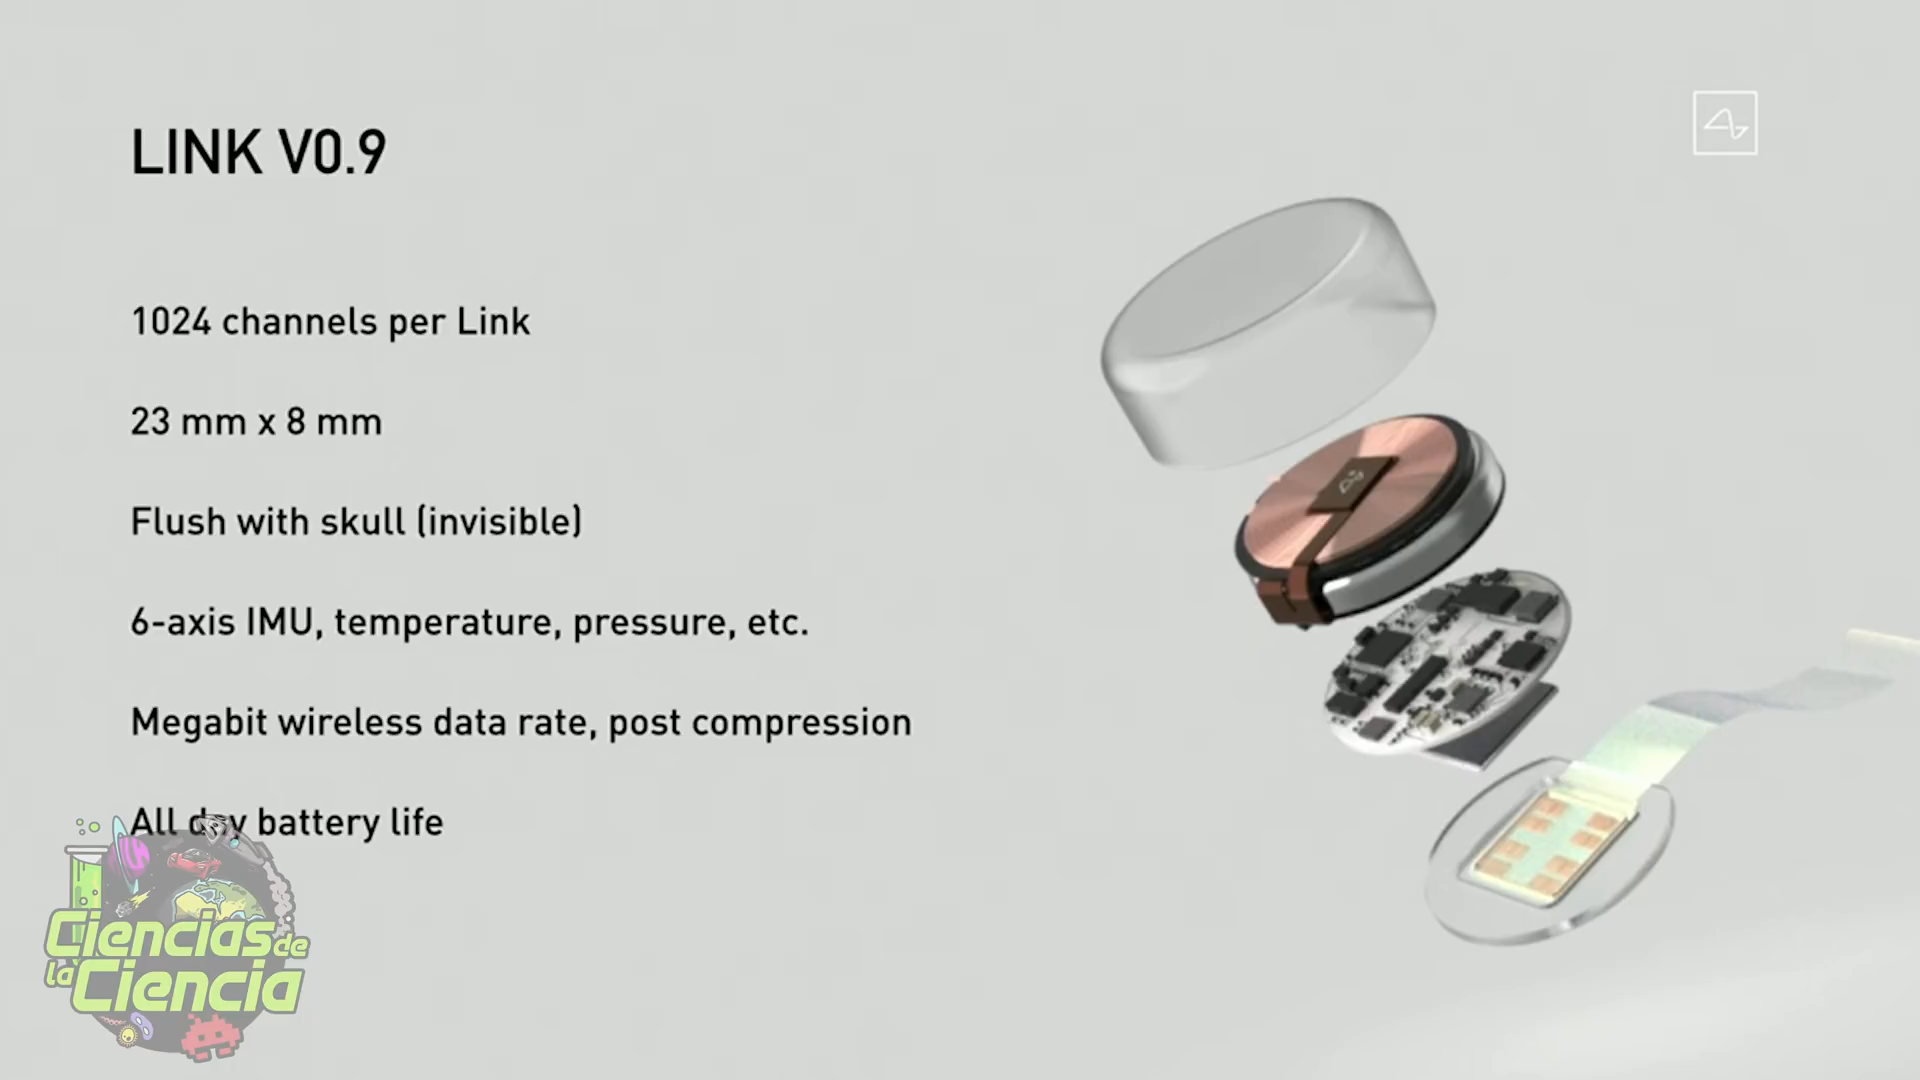 LINK V0.9
1024 channels per Link
23 mm x 8 mm
Flush with skull (invisible)
6-axis IMU, temperature, pressure, etc.
Megabit wireless data rate, post compression
All day battery life
Ciencias de
la Ciencia